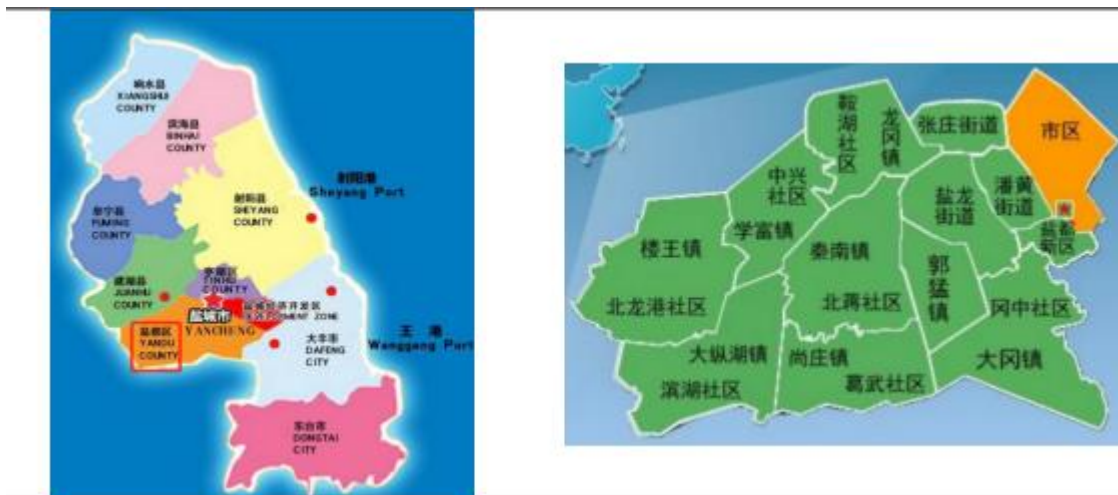 响水县
XIANGSHUI
COUNTY
滨海县
BINHAI
COUNTY
射阳港
Sheyang Port
射阳县
SHEYANG
COUNTY
阜宁县
FUNING
COUNTY
建湖县
JIANHU
COUNTY
亭湖区
TINHU
COUNTY
盐城市
YANCHENG
盐城经济开发区
盐都区
YANDU
COUNTY
王 港
Wanggang Port
大丰市
DAFENG
CITY
东台市
DONGTAI
CITY
鞍湖社区
龙冈镇
张庄街道
市区
中兴
社区
盐龙
街道
潘黄
街道
盐都
新区
楼王镇
学富镇
秦南镇
郭猛镇
北龙港社区
北蒋社区
冈中社区
大纵湖镇
尚庄镇
大冈镇
滨湖社区
葛武社区